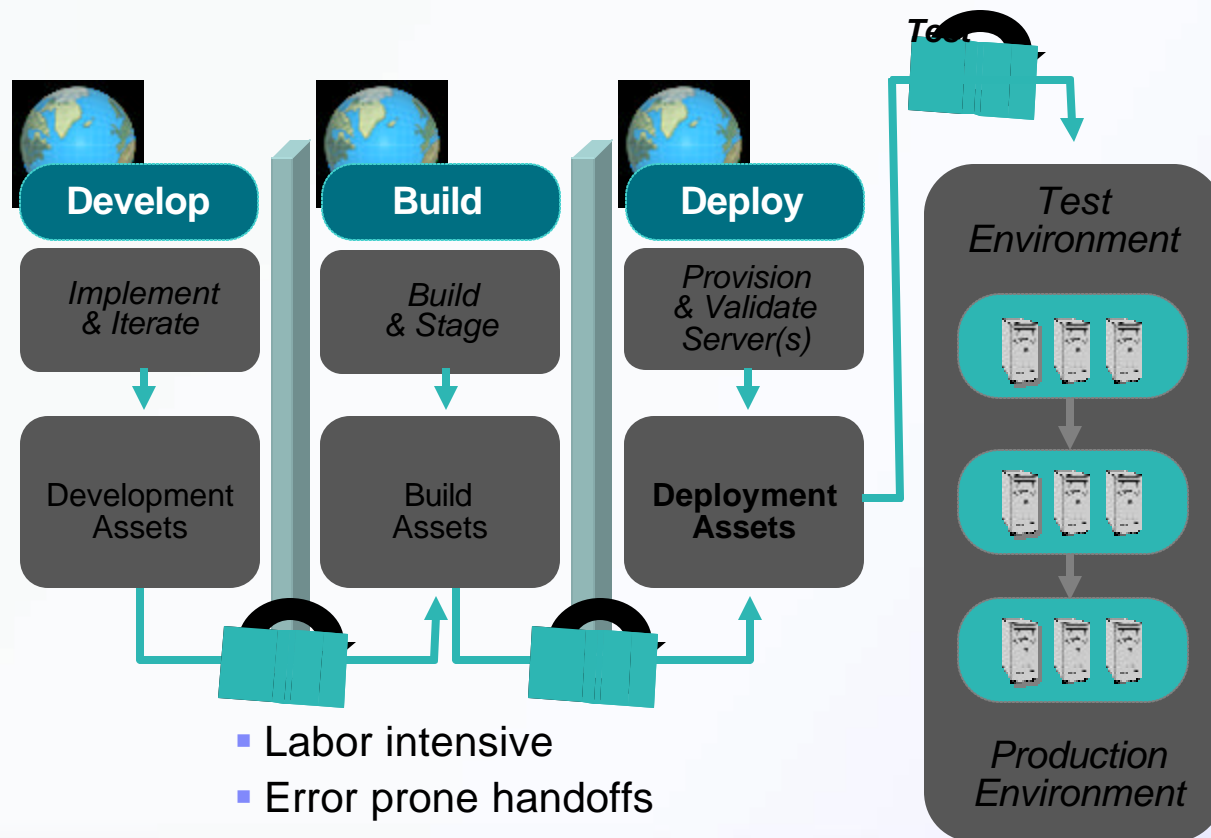 Test
Develop
Implement
& Iterate
Development
Assets
Build
Build
& Stage
Build
Assets
Deploy
Provision
& Validate
Server(s)
Deployment
Assets
Test
Environment
Production
Environment
Labor intensive
Error prone handoffs